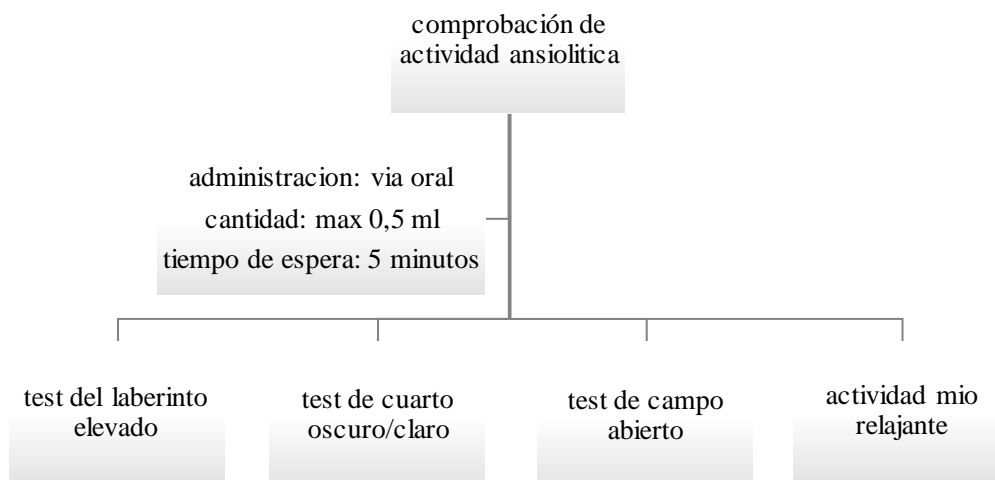 comprobación de
actividad ansiolitica
administracion: via oral
cantidad: max 0,5 ml
tiempo de espera: 5 minutos
test del laberinto
elevado
test de cuarto
oscuro/claro
test de campo
abierto
actividad mio
relajante